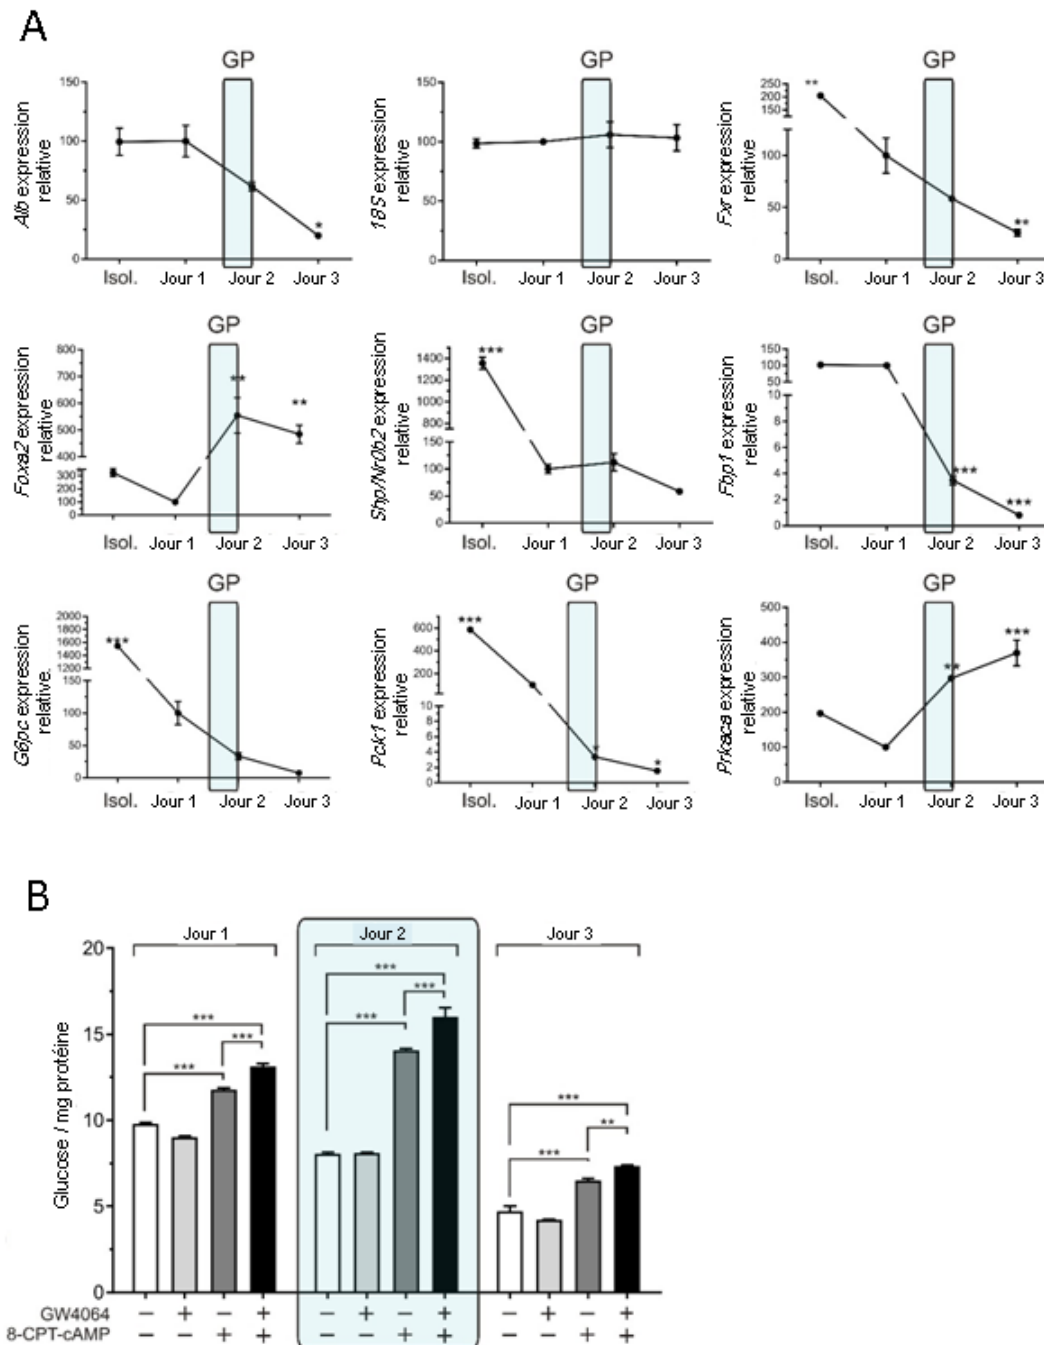 A
GP
Alb expression
relative
150
100
50
0
Isol. Jour 1 Jour 2 Jour 3
*
GP
18S expression
relative
150
100
50
0
Isol. Jour 1 Jour 2 Jour 3
GP
Fxr expression
relative
250
200
150
100
50
0
** **
Isol. Jour 1 Jour 2 Jour 3
GP
Foxa2 expression
relative
800
700
600
500
400
300
200
100
0
** **
Isol. Jour 1 Jour 2 Jour 3
GP
Shp/Nr0b2 expression
relative
1400
1200
1000
800
150
100
50
0
***
Isol. Jour 1 Jour 2 Jour 3
GP
Fbp1 expression
relative
150
100
50
10
8
6
4
2
0
*** ***
Isol. Jour 1 Jour 2 Jour 3
GP
G6pc expression
relative.
2000
1800
1600
1400
1200
150
100
50
0
***
Isol. Jour 1 Jour 2 Jour 3
GP
Pck1 expression
relative
600
400
200
10
8
6
4
2
0
*** * *
Isol. Jour 1 Jour 2 Jour 3
GP
Prkaca expression
relative
500
400
300
200
100
0
** ***
Isol. Jour 1 Jour 2 Jour 3
B
Jour 1 Jour 2 Jour 3
Glucose / mg protéine
20
15
10
5
0
*** *** ***
*** *** ***
*** *** **
GW4064 − + − + − + − + − + − +
8-CPT-cAMP − − + + − − + + − − + +